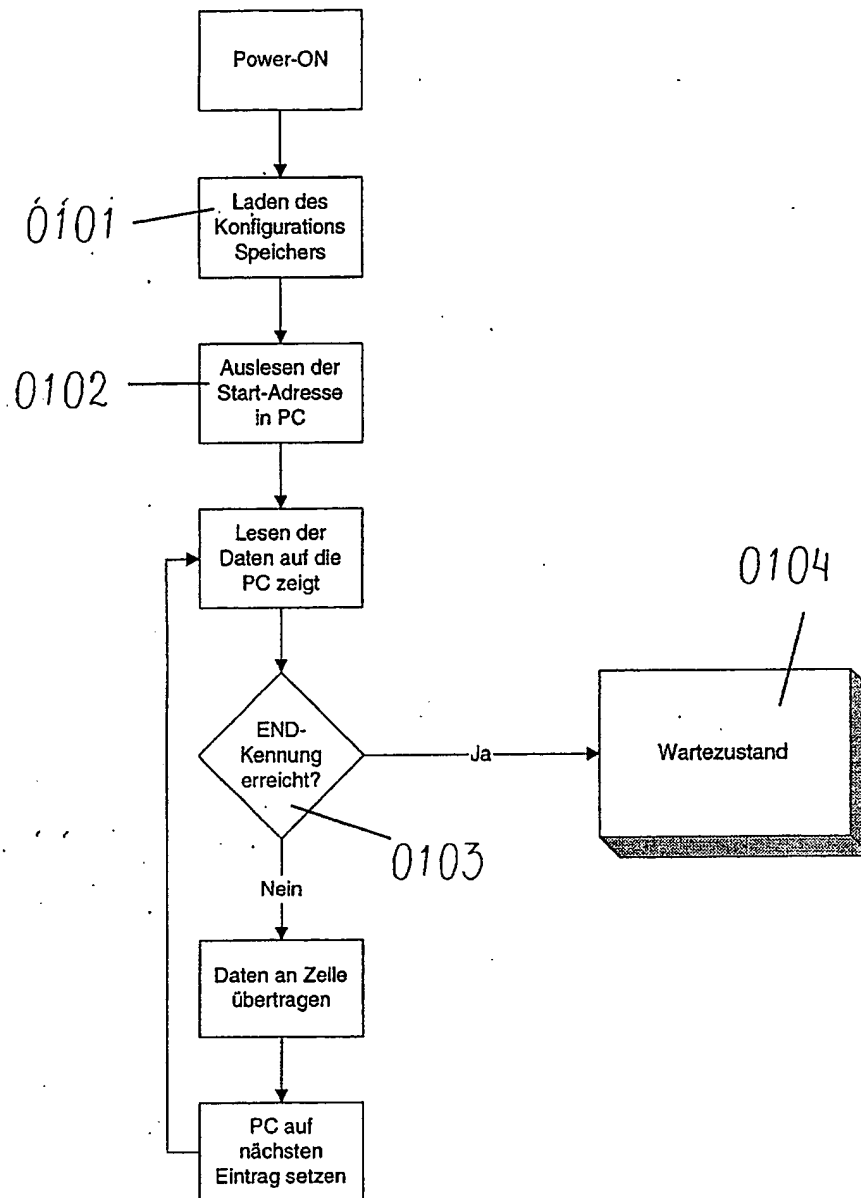 Power-ON
0101
Laden des
Konfigurations
Speichers
0102
Auslesen der
Start-Adresse
in PC
Lesen der
Daten auf die
PC zeigt
0104
END-
Kennung
erreicht?
Ja
Wartezustand
0103
Nein
Daten an Zelle
übertragen
PC auf
nächsten
Eintrag setzen